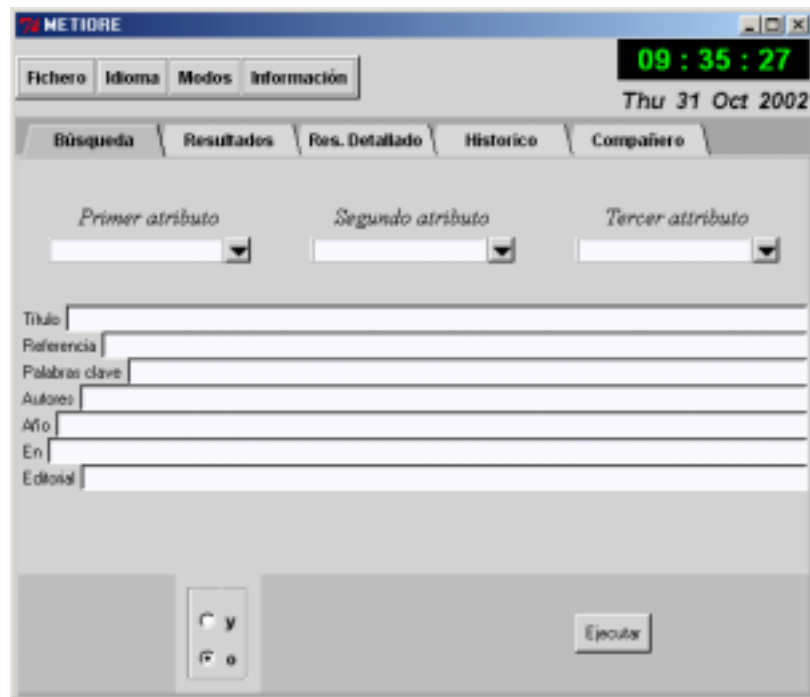 METIORE
09 : 35 : 27
Fichero Idioma Modos Información
Thu 31 Oct 2002
Búsqueda Resultados Res. Detallado Historico Compañero
Primer atributo Segundo atributo Tercer attributo
Título
Referencia
Palabras clave
Autores
Año
En
Editorial
y
o
Ejecutar